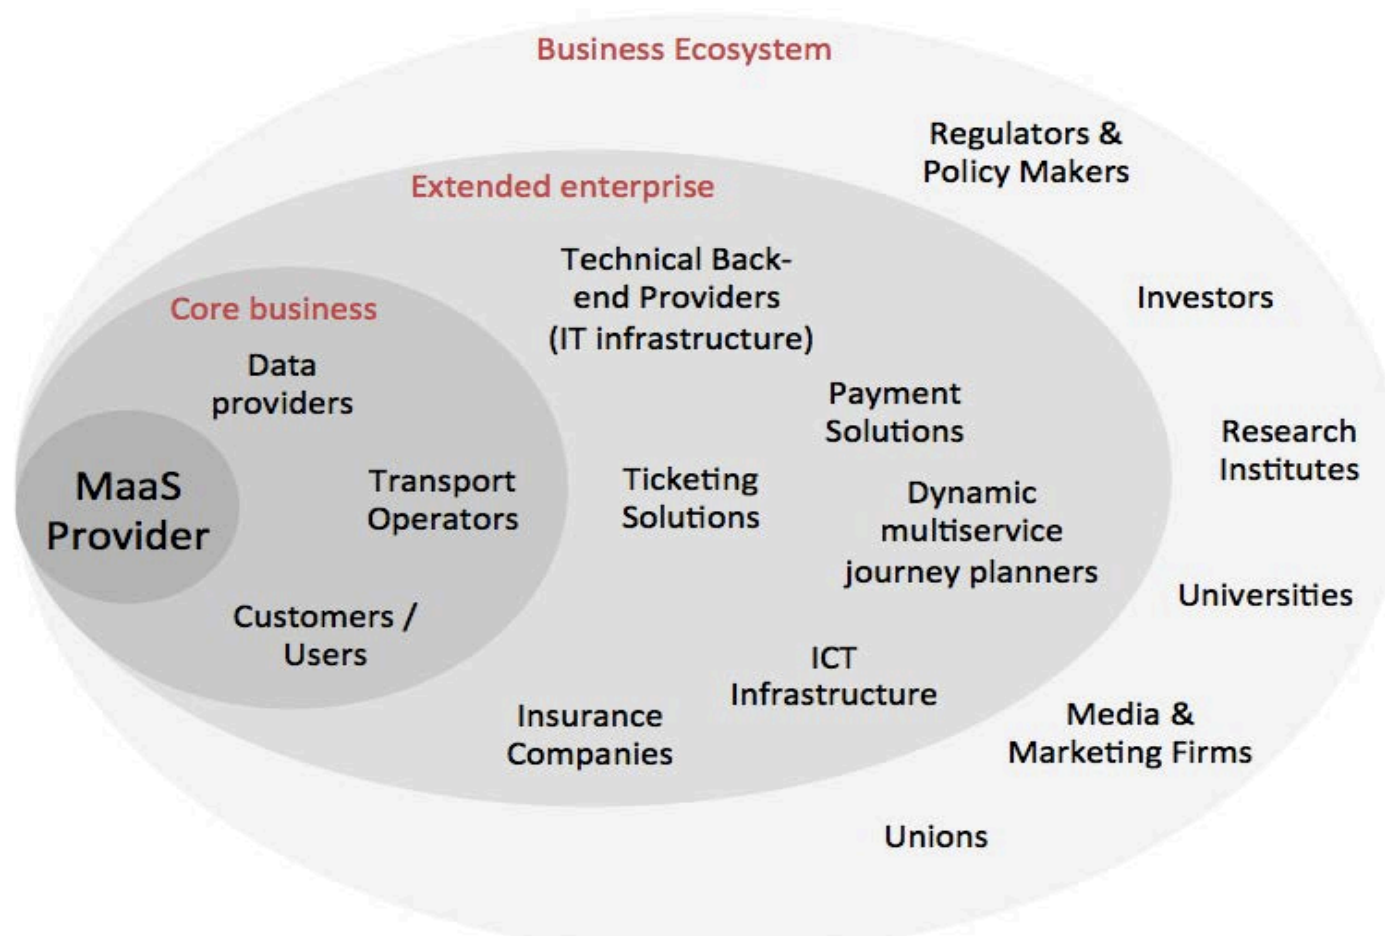 Business Ecosystem
Regulators &
Policy Makers
Extended enterprise
Technical Back-
end Providers
(IT infrastructure)
Investors
Core business
Data
providers
Payment
Solutions
Research
Institutes
MaaS
Provider
Transport
Operators
Ticketing
Solutions
Dynamic
multiservice
journey planners
Universities
Customers /
Users
ICT
Infrastructure
Insurance
Companies
Media &
Marketing Firms
Unions